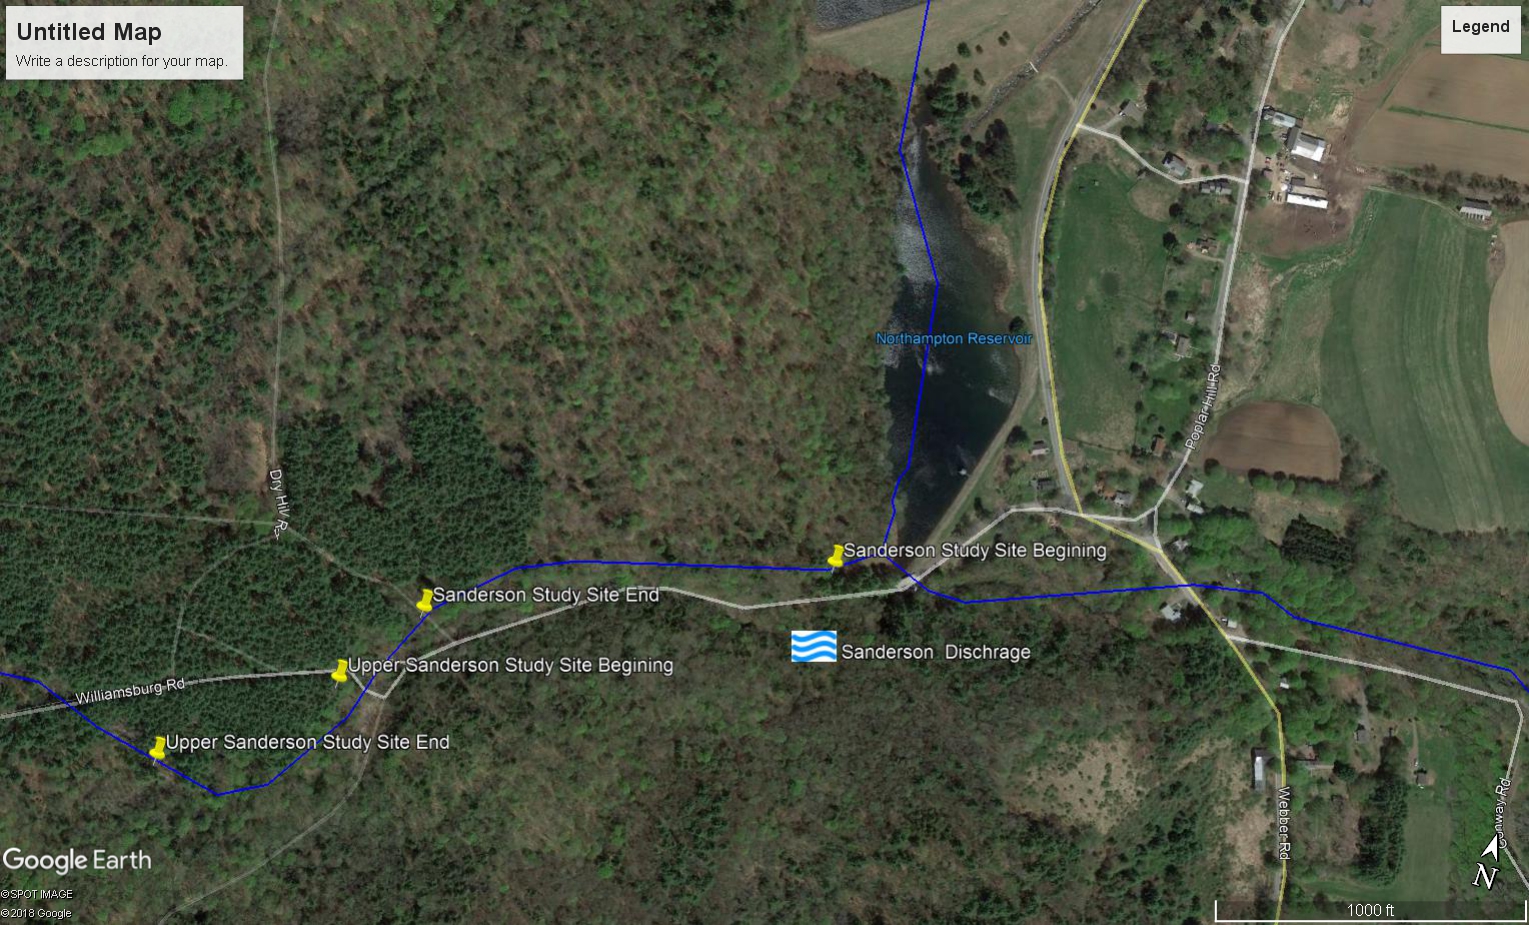 Untitled Map
Write a description for your map.
Legend
Northampton Reservoir
Poplar Hill Rd
Dry Hill Rd
Sanderson Study Site Begining
Sanderson Study Site End
Sanderson Dischrage
Upper Sanderson Study Site Begining
Williamsburg Rd
Upper Sanderson Study Site End
Webber Rd
Conway Rd
Google Earth
N
©SPOT IMAGE
©2018 Google
1000 ft